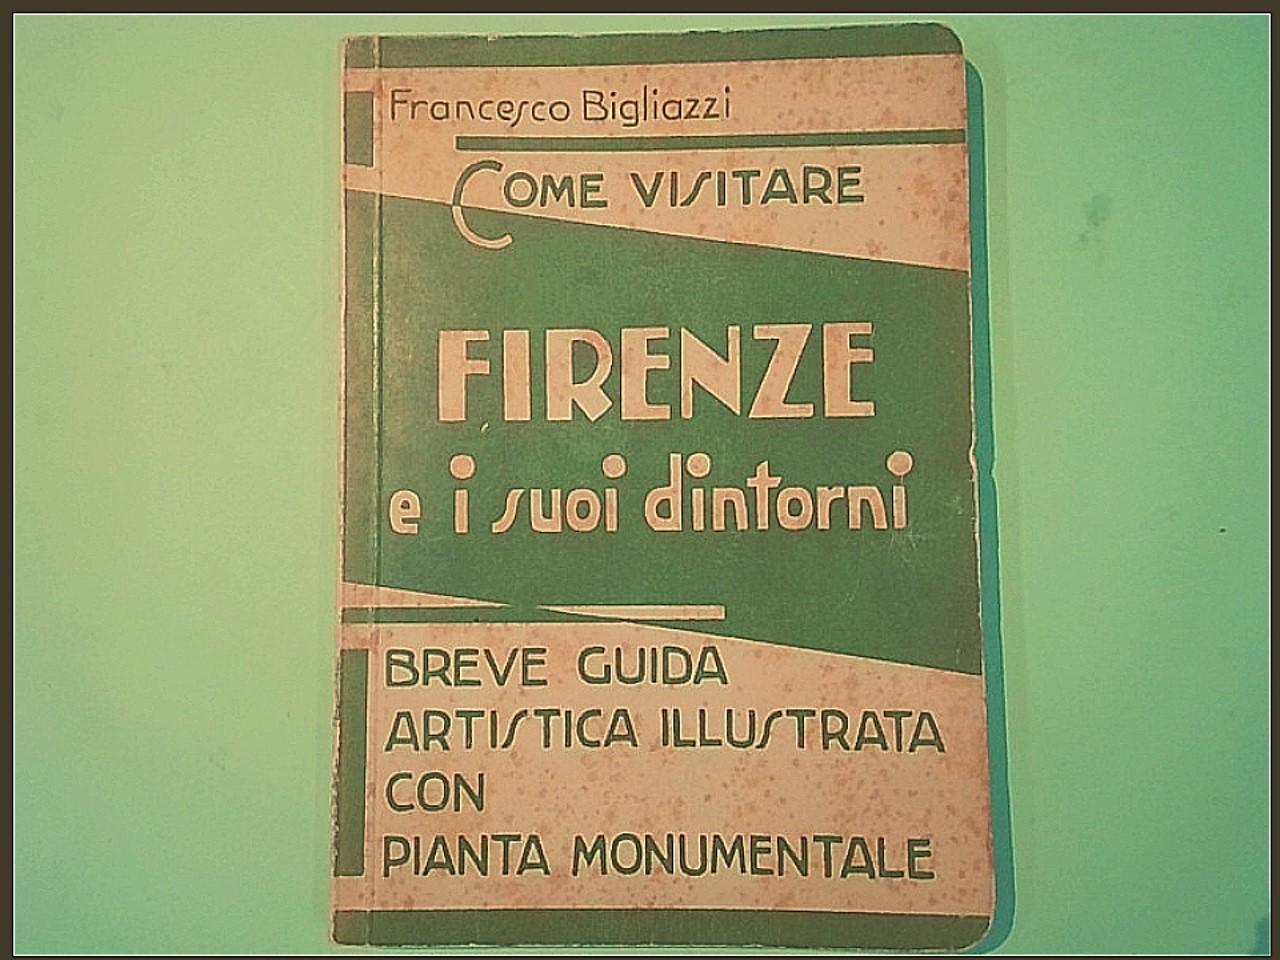 Francesco Bigliazzi
COME VISITARE
FIRENZE
e i suoi dintorni
BREVE GUIDA
ARTISTICA ILLUSTRATA
CON
PIANTA MONUMENTALE